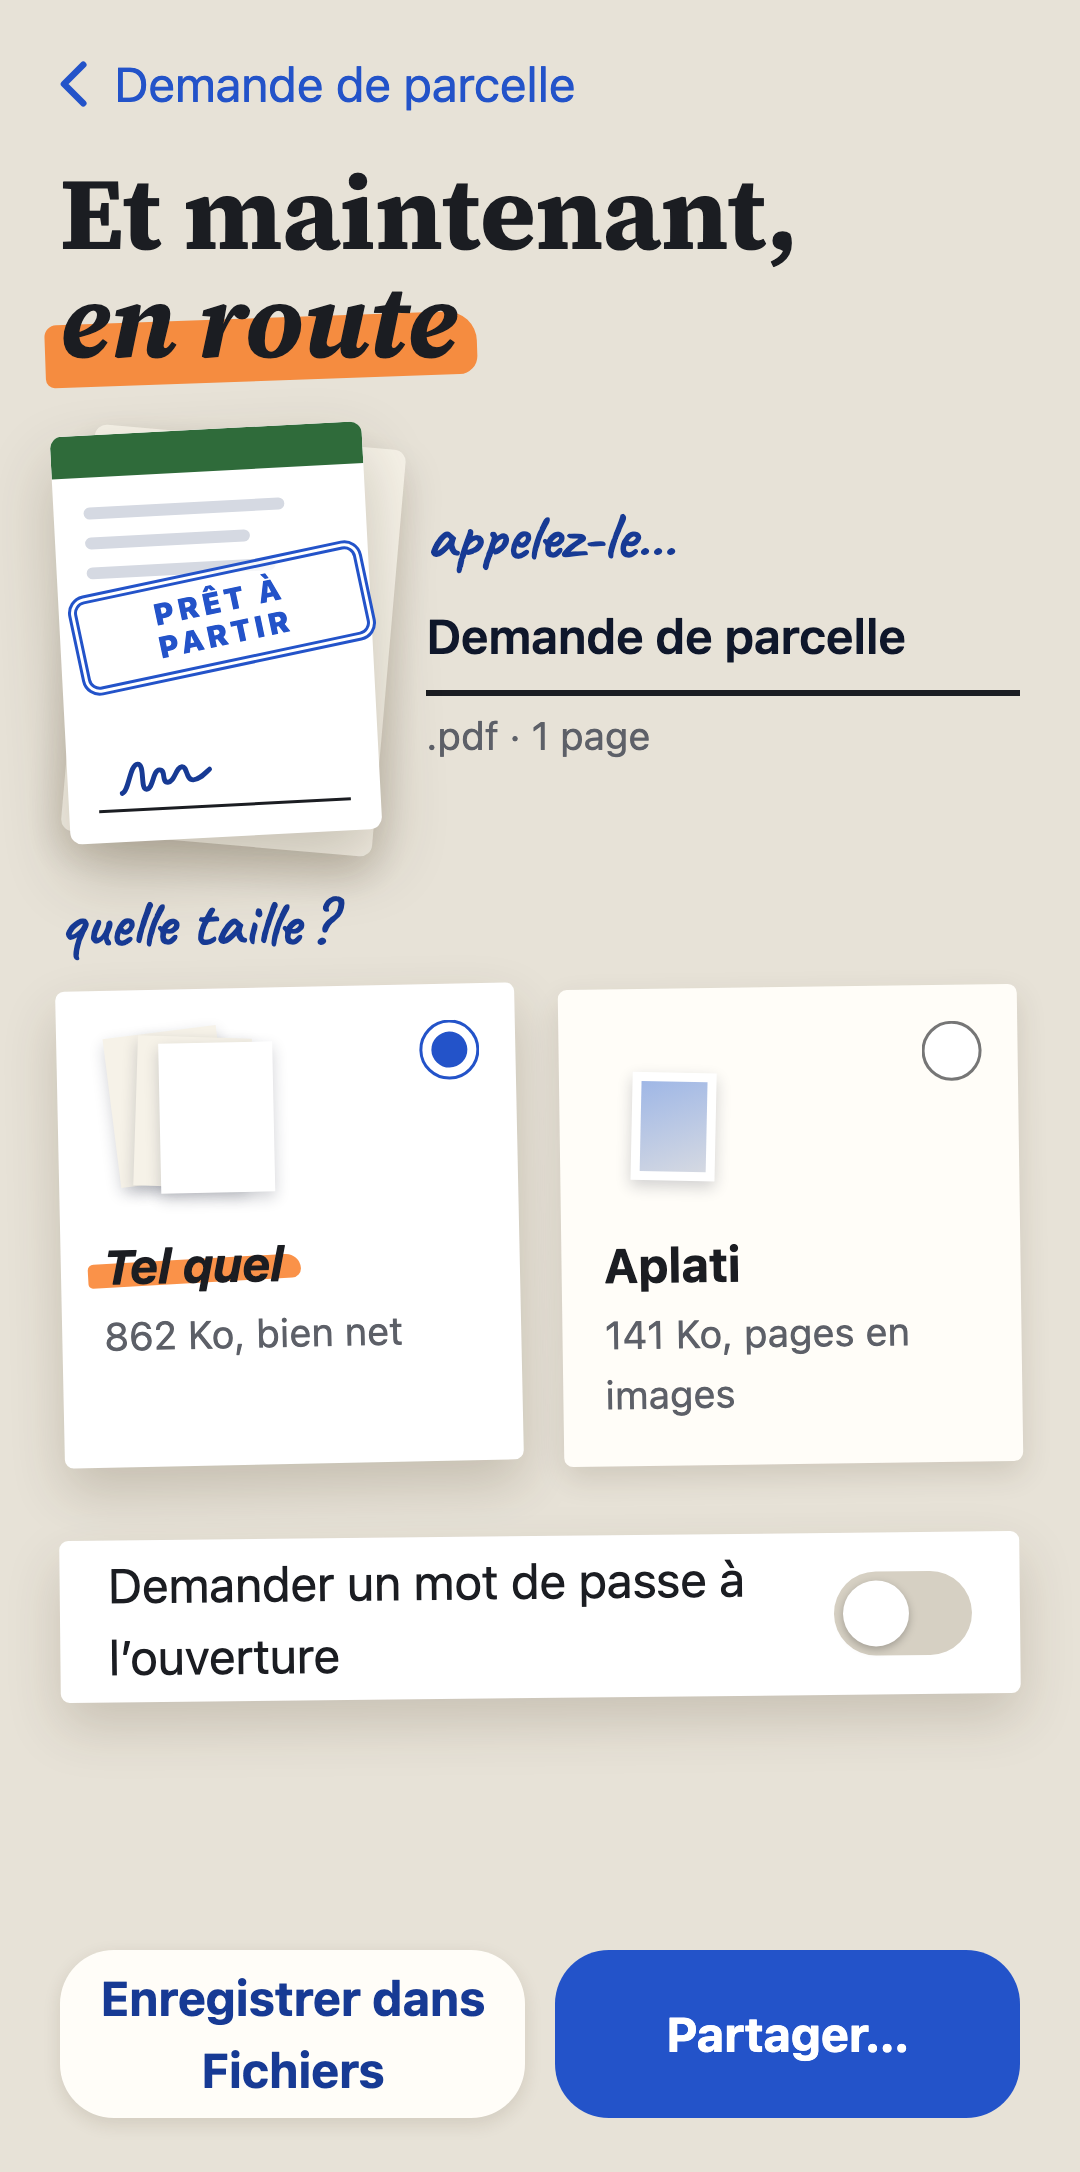 Demande de parcelle
Et maintenant,
en route
PRÊT À
PARTIR
appelez-le...
Demande de parcelle
.pdf · 1 page
quelle taille ?
Tel quel
862 Ko, bien net
Aplati
141 Ko, pages en
images
Demander un mot de passe à
l’ouverture
Enregistrer dans
Fichiers
Partager...